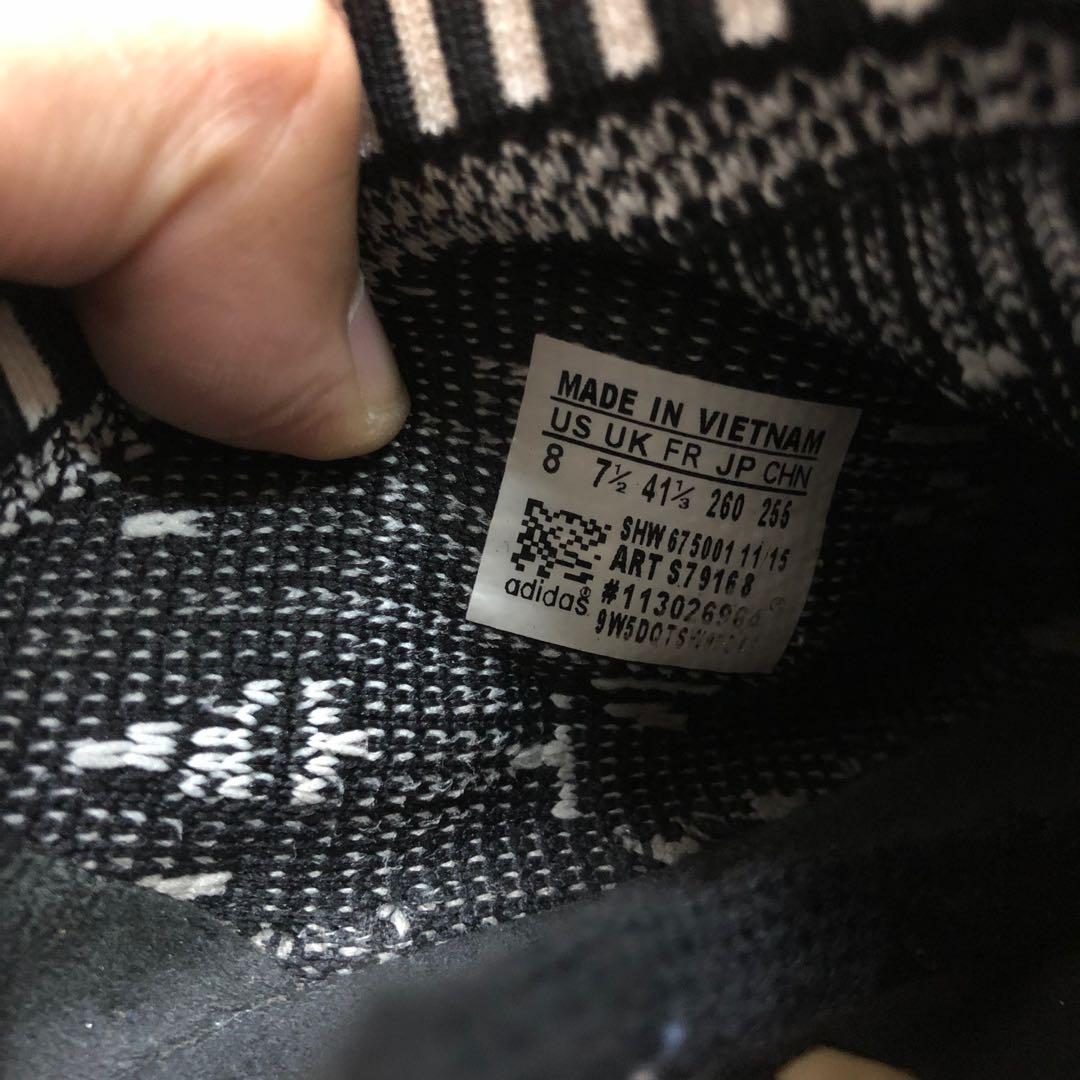 MADE IN VIETNAM
US UK FR JP CHN
8 7½ 41⅓ 260 255
SHW 675001 11/15
ART S79168
adidas®